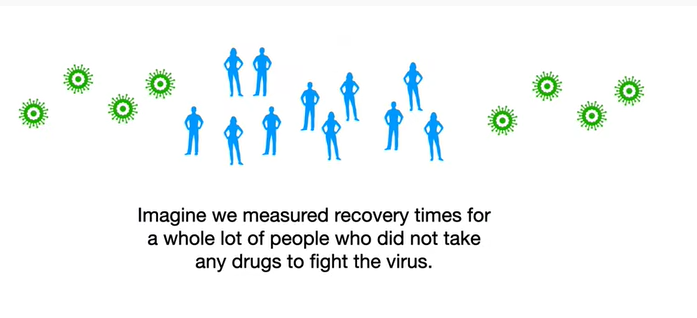 Imagine we measured recovery times for
a whole lot of people who did not take
any drugs to fight the virus.